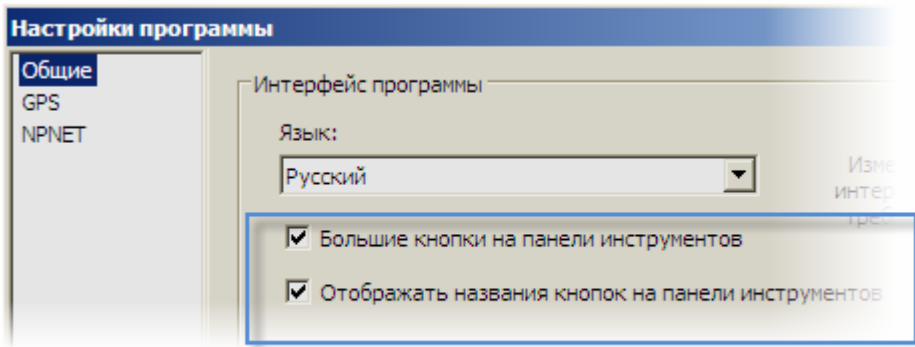 Настройки программы
Общие
GPS
NPNET
Интерфейс программы
Язык:
Русский
Большие кнопки на панели инструментов
Отображать названия кнопок на панели инструментов